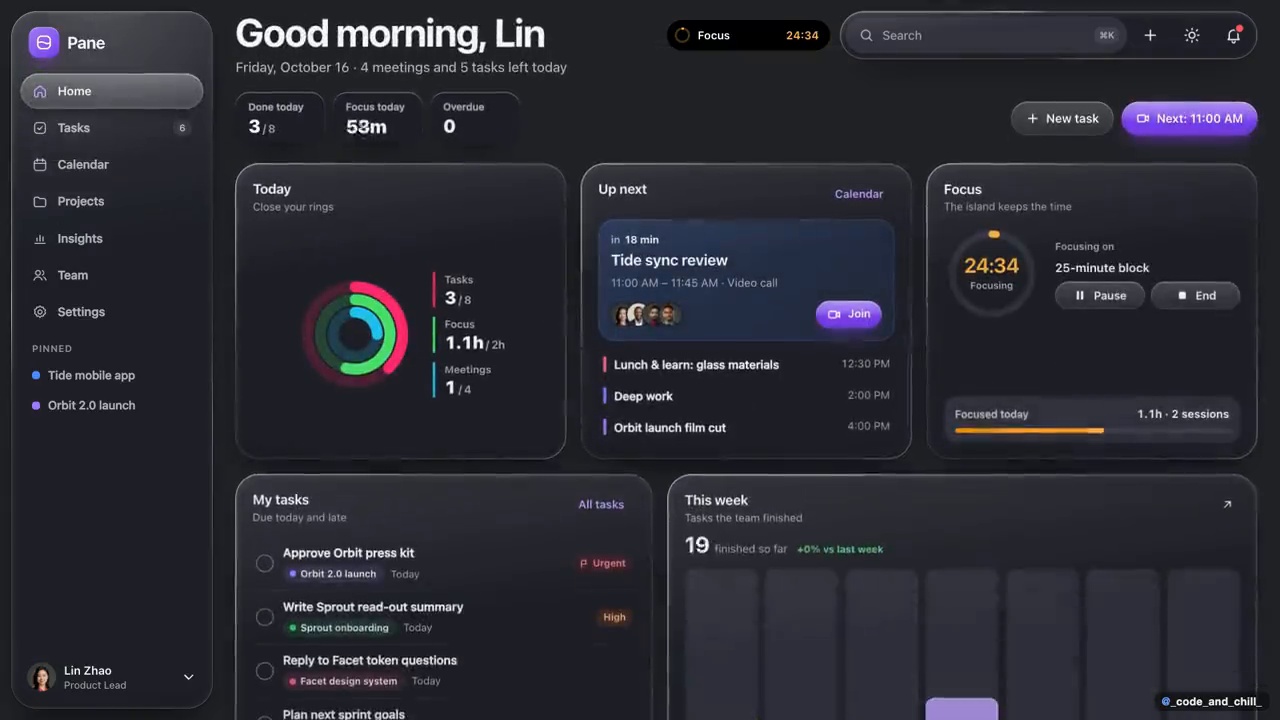 Pane
Home
Tasks 6
Calendar
Projects
Insights
Team
Settings
PINNED
Tide mobile app
Orbit 2.0 launch
Lin Zhao
Product Lead
Good morning, Lin
Friday, October 16 · 4 meetings and 5 tasks left today
Focus 24:34
Search ⌘K
Done today
3 / 8
Focus today
53m
Overdue
0
New task
Next: 11:00 AM
Today
Close your rings
Tasks
3 / 8
Focus
1.1h / 2h
Meetings
1 / 4
Up next
Calendar
in 18 min
Tide sync review
11:00 AM – 11:45 AM · Video call
Join
Lunch & learn: glass materials 12:30 PM
Deep work 2:00 PM
Orbit launch film cut 4:00 PM
Focus
The island keeps the time
24:34
Focusing
Focusing on
25-minute block
Pause
End
Focused today 1.1h · 2 sessions
My tasks
Due today and late
All tasks
Approve Orbit press kit
Orbit 2.0 launch Today
Urgent
Write Sprout read-out summary
Sprout onboarding Today
High
Reply to Facet token questions
Facet design system Today
Plan next sprint goals
This week
Tasks the team finished
19 finished so far +0% vs last week
@_code_and_chill_